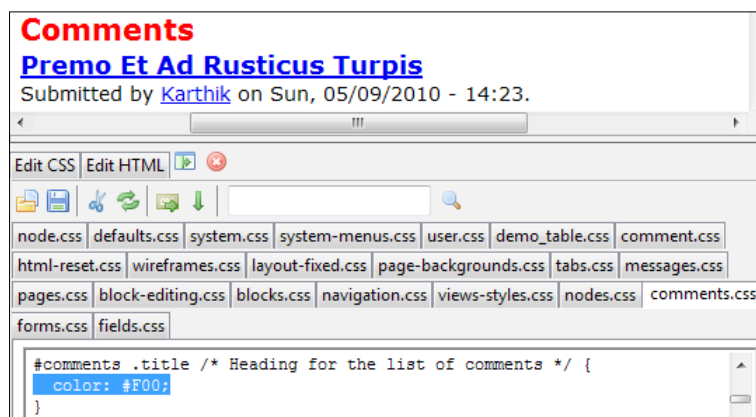 Comments
Premo Et Ad Rusticus Turpis
Submitted by Karthik on Sun, 05/09/2010 - 14:23.
Edit CSS Edit HTML
node.css defaults.css system.css system-menus.css user.css demo_table.css comment.css
html-reset.css wireframes.css layout-fixed.css page-backgrounds.css tabs.css messages.css
pages.css block-editing.css blocks.css navigation.css views-styles.css nodes.css comments.css
forms.css fields.css
#comments .title /* Heading for the list of comments */ {
color: #F00;
}